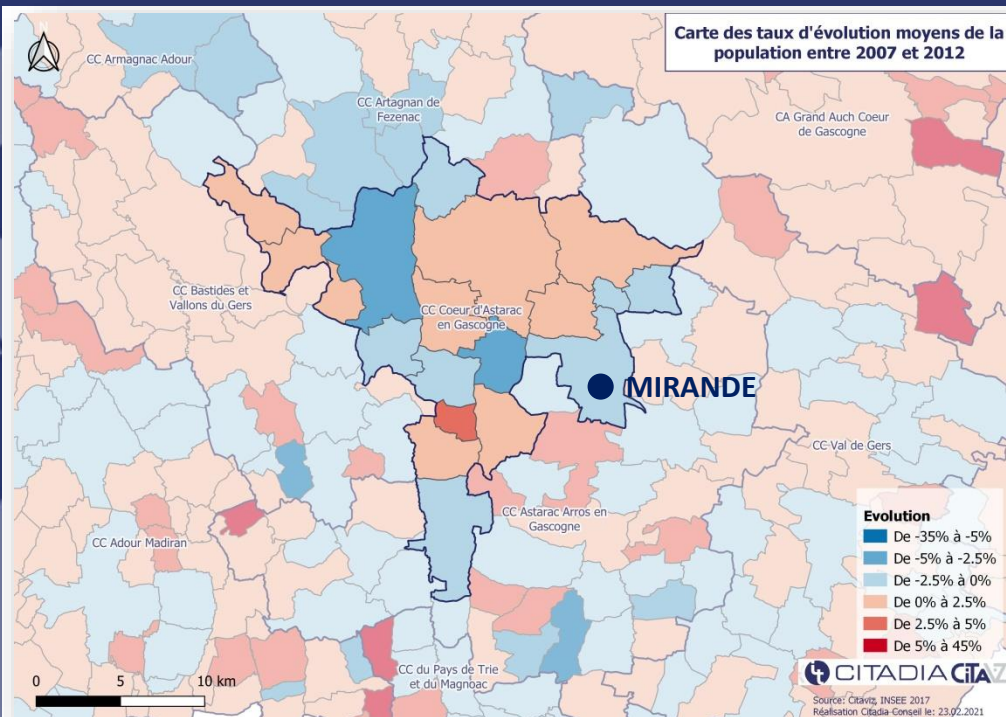 Carte des taux d'évolution moyens de la
population entre 2007 et 2012
N
CC Armagnac Adour
CC Artagnan de
Fezenac
CA Grand Auch Coeur
de Gascogne
CC Bastides et
Vallons du Gers
CC Coeur d'Astarac
en Gascogne
MIRANDE
CC Val de Gers
CC Astarac Arros en
Gascogne
CC Adour Madiran
CC du Pays de Trie
et du Magnoac
Evolution
De -35% à -5%
De -5% à -2.5%
De -2.5% à 0%
De 0% à 2.5%
De 2.5% à 5%
De 5% à 45%
0 5 10 km
CITADIA CITAVIZ
Source: Citaviz, INSEE 2017
Réalisation Citadia Conseil le: 23.02.2021